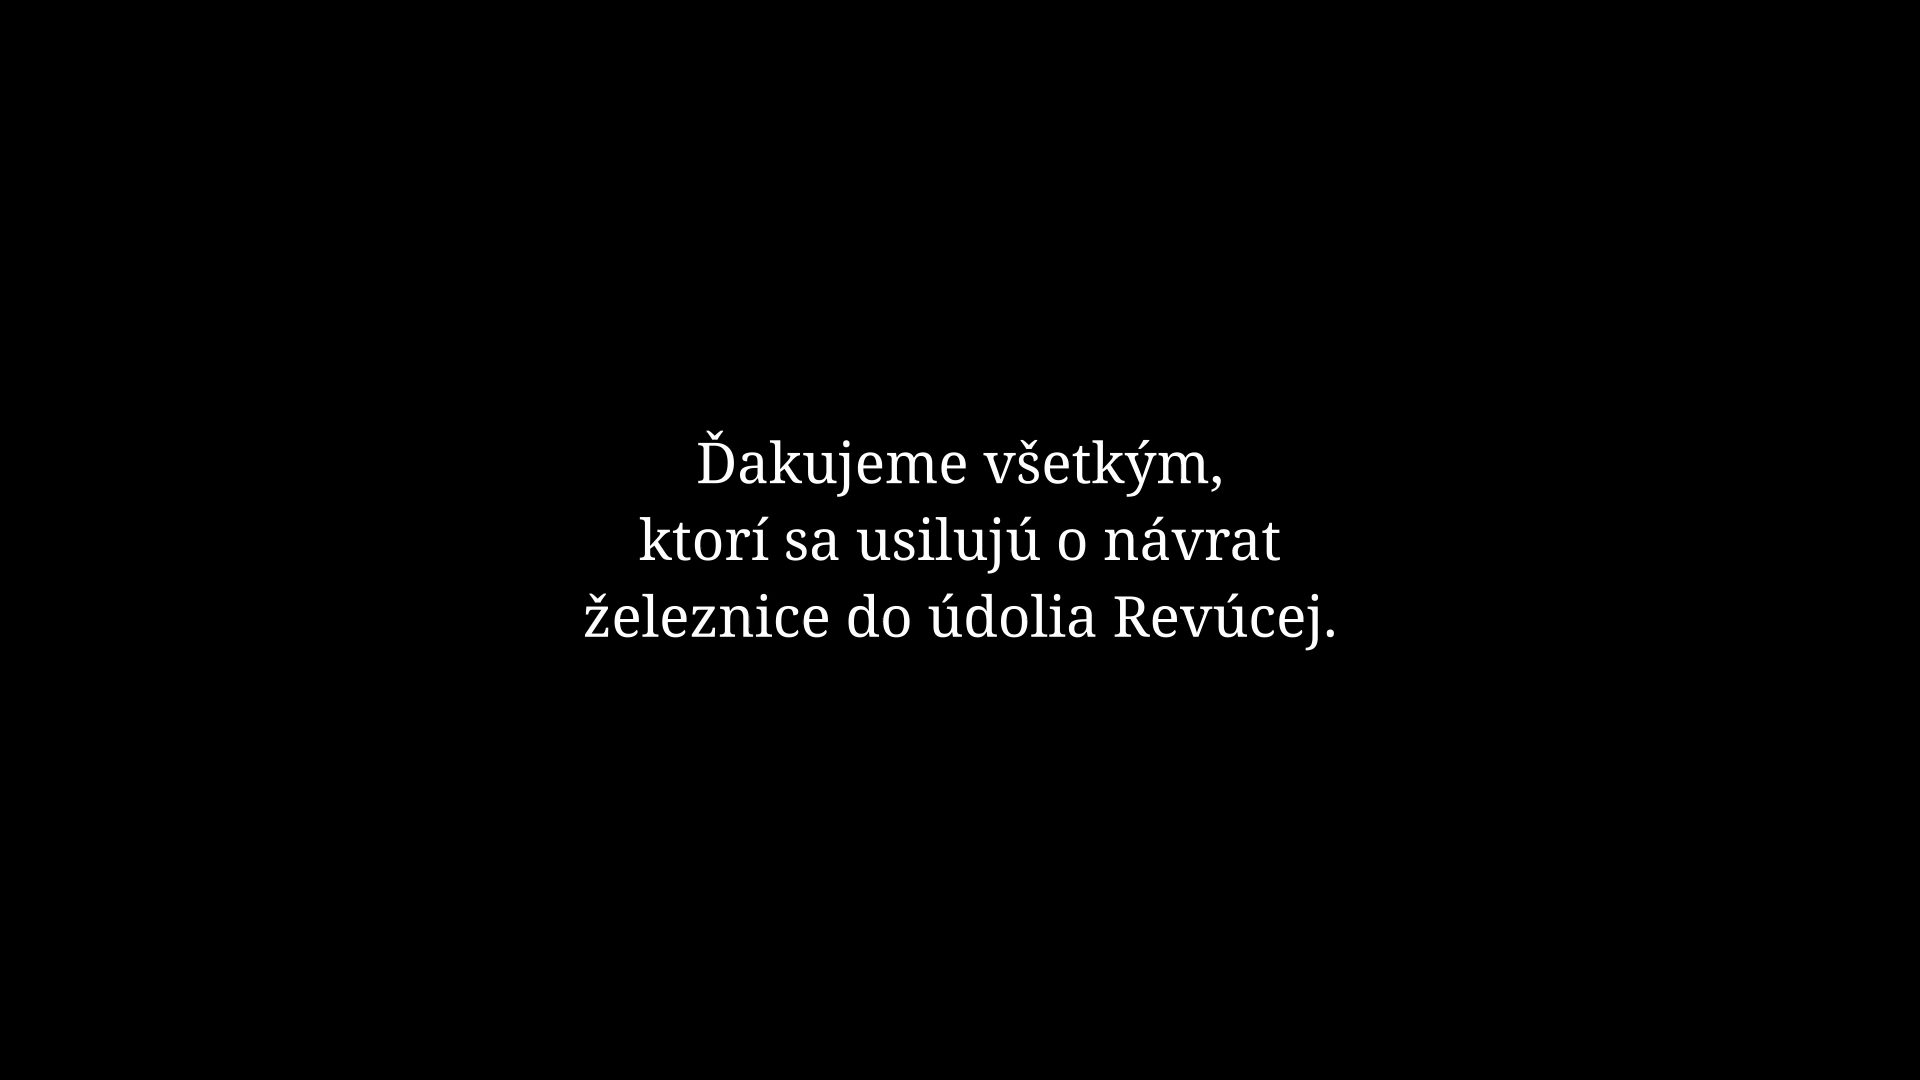 Ďakujeme všetkým,
ktorí sa usilujú o návrat
železnice do údolia Revúcej.